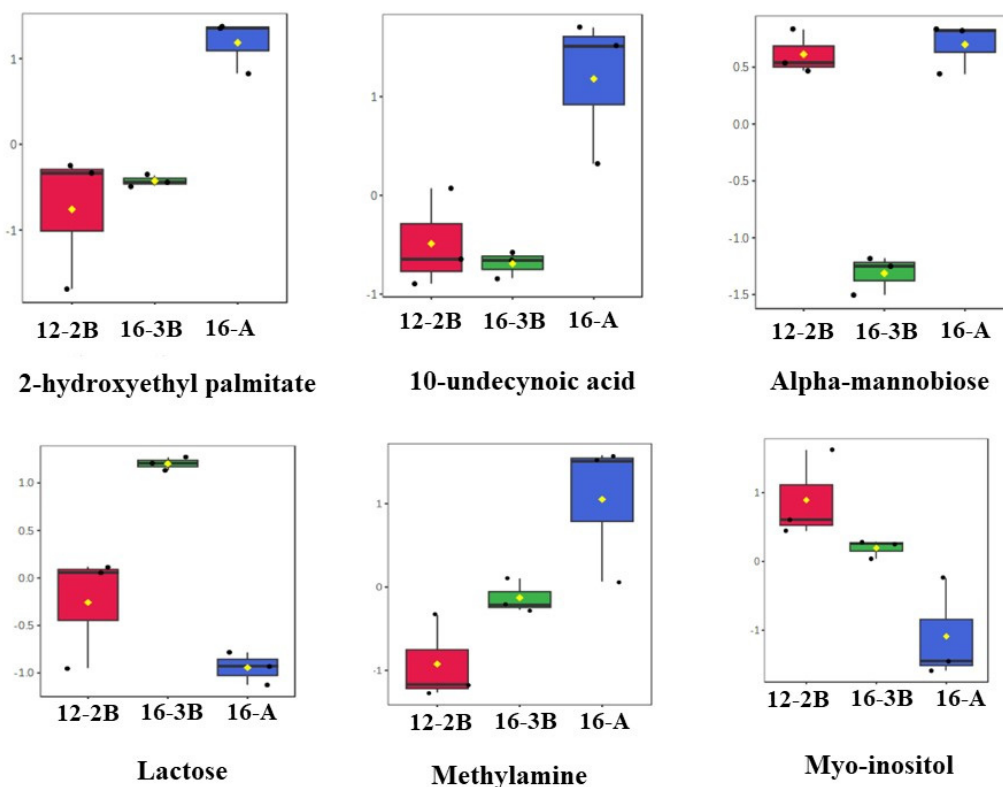 1
0
-1
12-2B 16-3B 16-A
2-hydroxyethyl palmitate
1
0
-1
12-2B 16-3B 16-A
10-undecynoic acid
0.5
0.0
-0.5
-1.0
-1.5
12-2B 16-3B 16-A
Alpha-mannobiose
1.0
0.5
0.0
-0.5
-1.0
12-2B 16-3B 16-A
Lactose
1
0
-1
12-2B 16-3B 16-A
Methylamine
1
0
-1
12-2B 16-3B 16-A
Myo-inositol